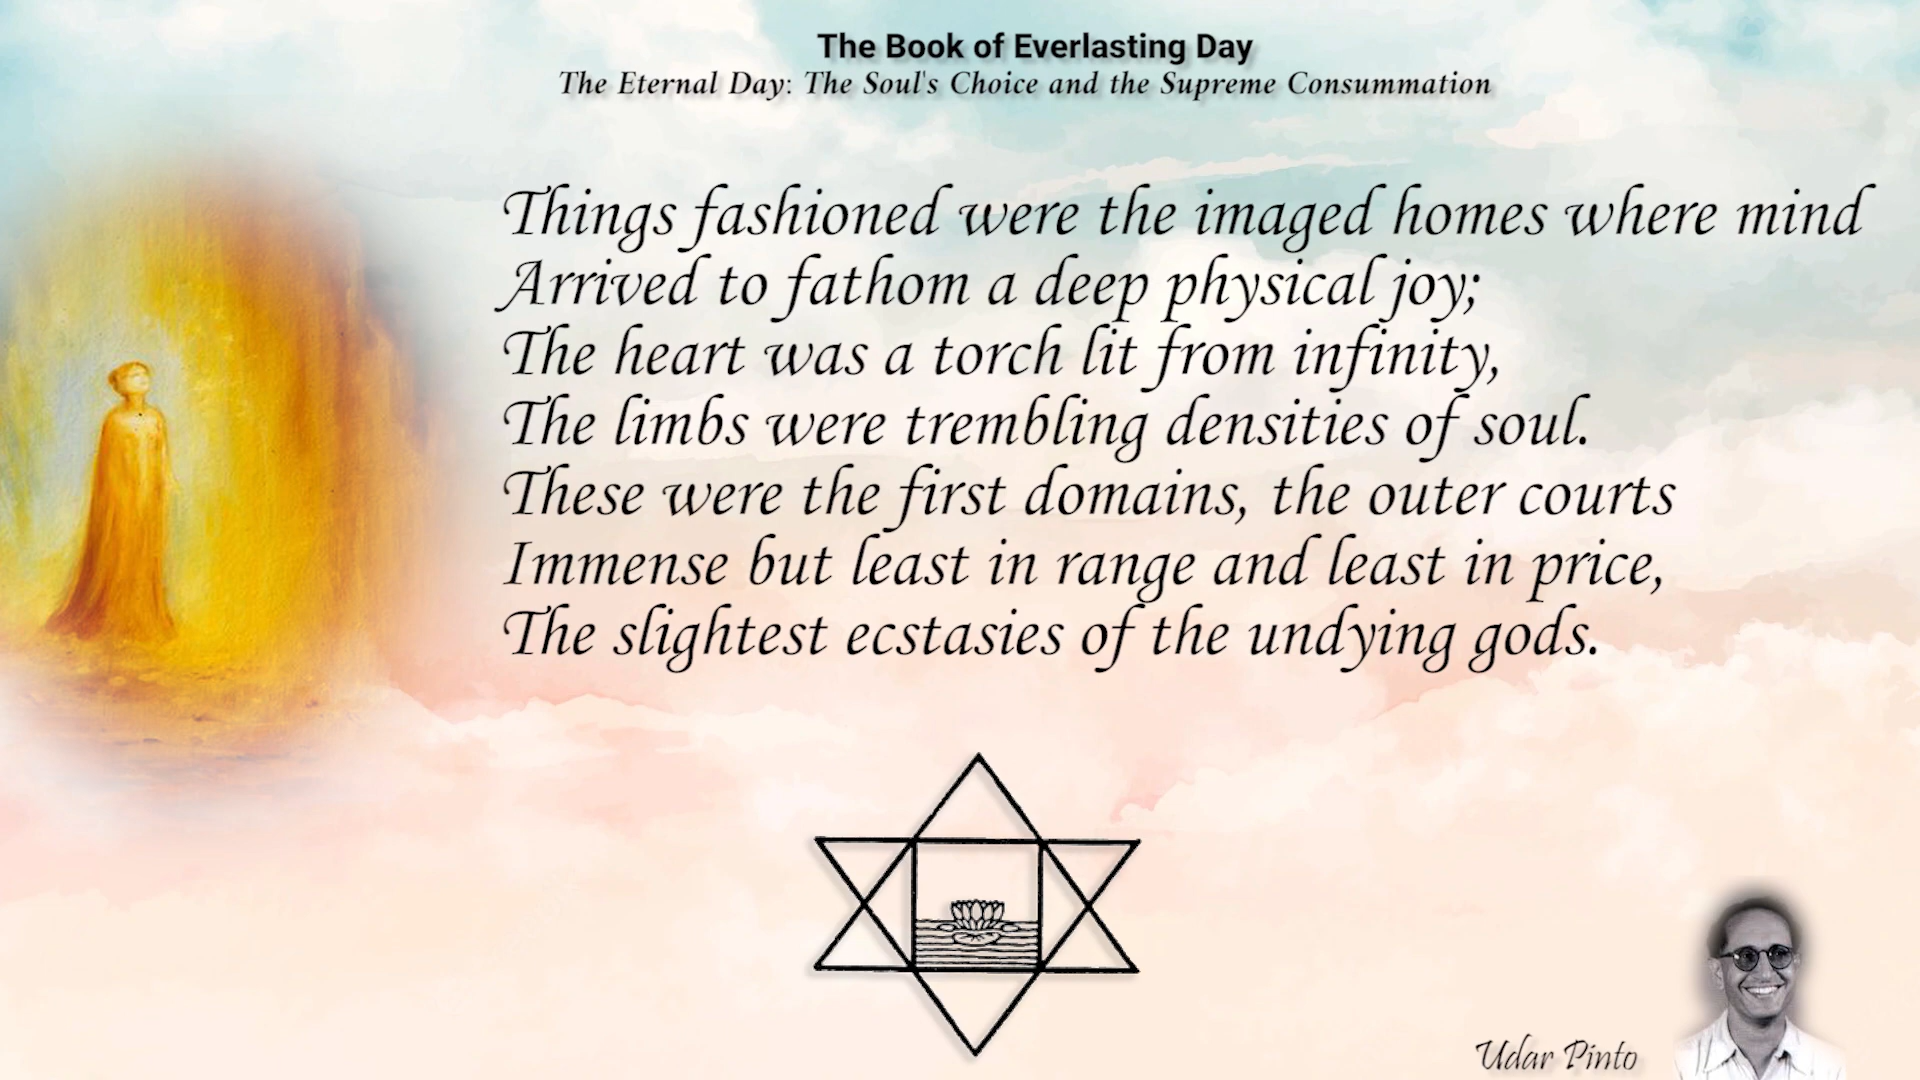 The Book of Everlasting Day
The Eternal Day: The Soul's Choice and the Supreme Consummation
Things fashioned were the imaged homes where mind
Arrived to fathom a deep physical joy;
The heart was a torch lit from infinity,
The limbs were trembling densities of soul.
These were the first domains, the outer courts
Immense but least in range and least in price,
The slightest ecstasies of the undying gods.
Udar Pinto